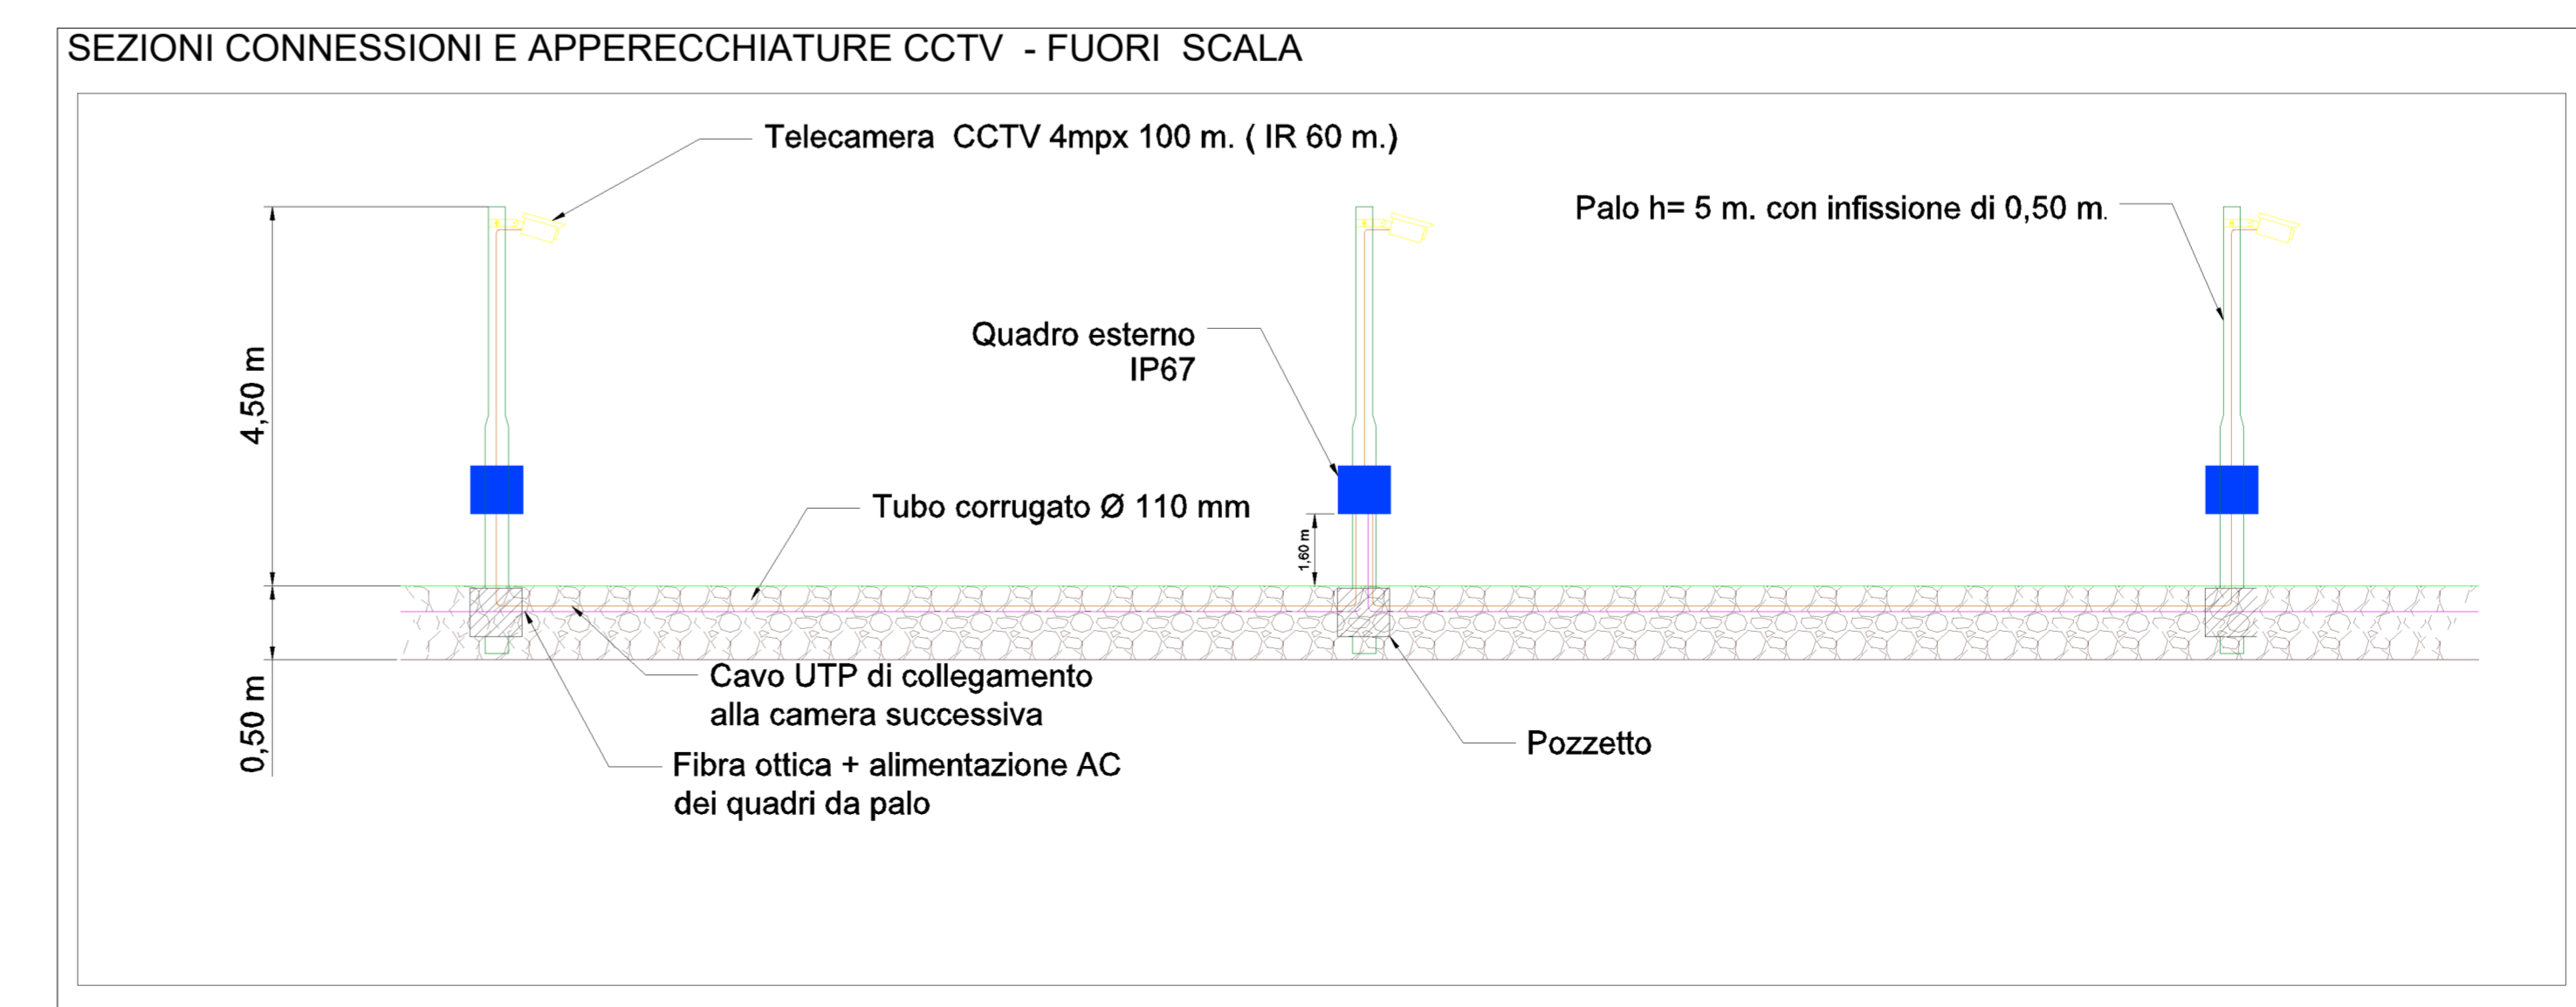 SEZIONI CONNESSIONI E APPERECCHIATURE CCTV - FUORI SCALA
Telecamera CCTV 4mpx 100 m. ( IR 60 m.)
Palo h= 5 m. con infissione di 0,50 m.
Quadro esterno
IP67
4,50 m
Tubo corrugato Ø 110 mm
1,60 m
Cavo UTP di collegamento
alla camera successiva
0,50 m
Pozzetto
Fibra ottica + alimentazione AC
dei quadri da palo